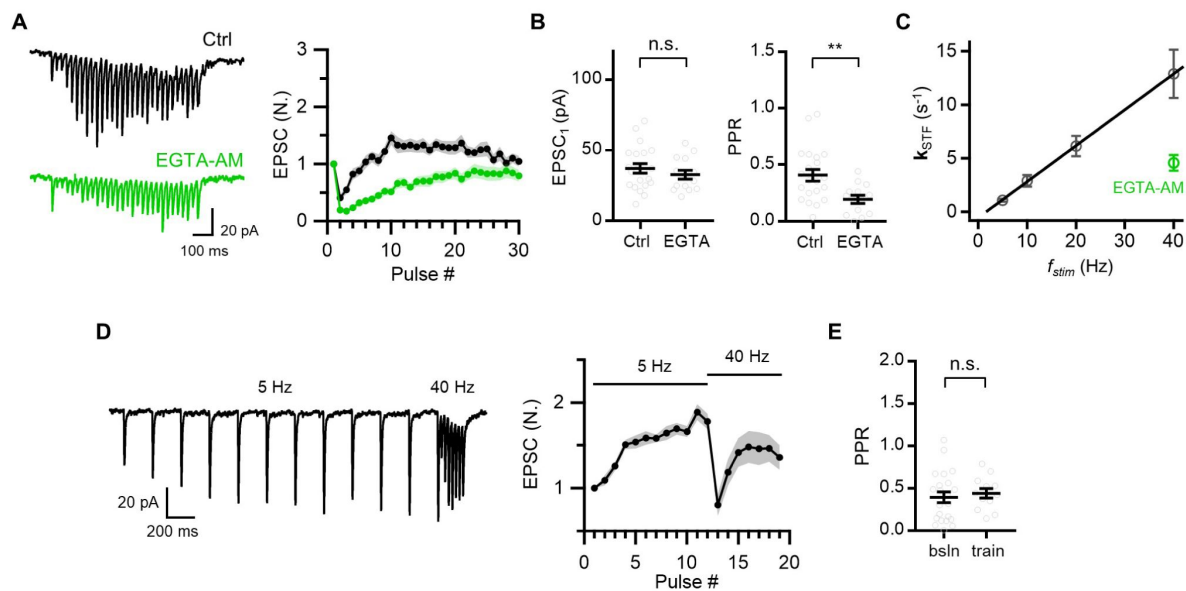 A
Ctrl
EGTA-AM
20 pA
100 ms
EPSC (N.)
3
2
1
0
0 10 20 30
Pulse #
B
n.s.
EPSC1 (pA)
100
50
0
Ctrl EGTA
**
PPR
1.5
1.0
0.5
0.0
Ctrl EGTA
C
kSTF (s-1)
15
10
5
0
EGTA-AM
0 10 20 30 40
fstim (Hz)
D
5 Hz 40 Hz
20 pA
200 ms
5 Hz
40 Hz
EPSC (N.)
2
1
0 5 10 15 20
Pulse #
E
n.s.
PPR
2.0
1.5
1.0
0.5
0.0
bsln train